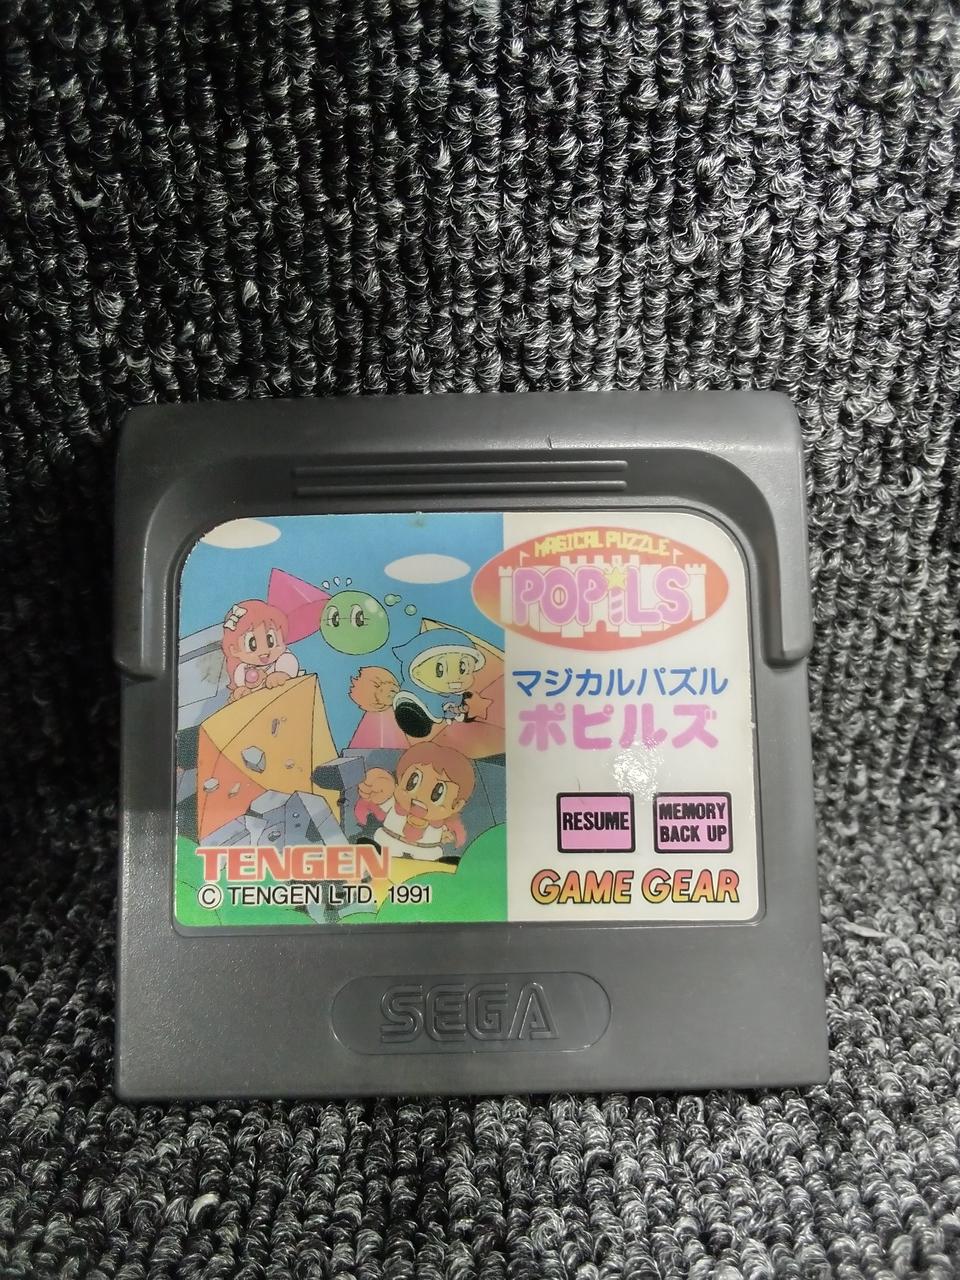 MAGICAL PUZZLE
POPILS
マジカルパズル
ポピルズ
RESUME
MEMORY
BACK UP
TENGEN
© TENGEN LTD. 1991
GAME GEAR
SEGA